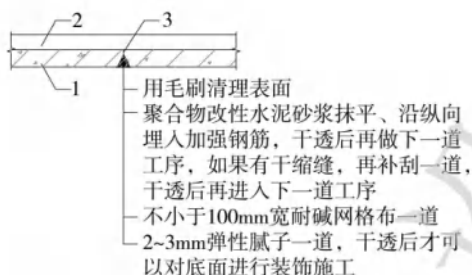 2
3
1
用毛刷清理表面
聚合物改性水泥砂浆抹平、沿纵向
埋入加强钢筋，干透后再做下一道
工序，如果有干缩缝，再补刮一道，
干透后再进入下一道工序
不小于100mm宽耐碱网格布一道
2~3mm弹性腻子一道，干透后才可
以对底面进行装饰施工